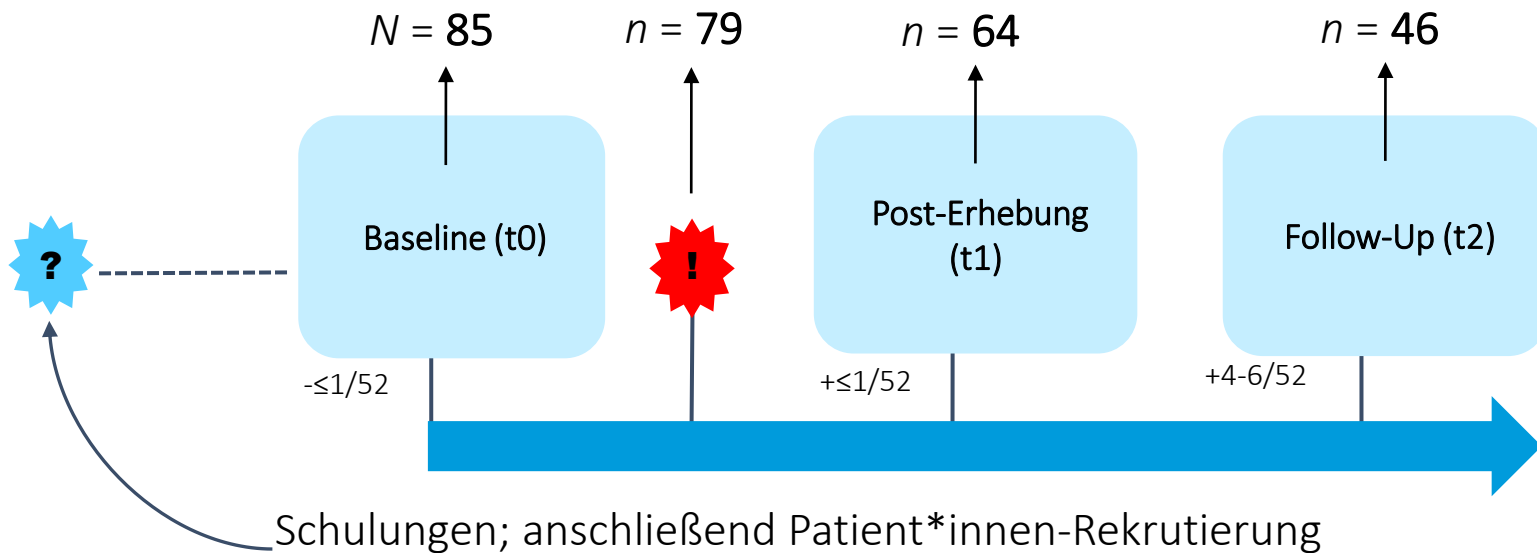 N = 85
n = 79
n = 64
n = 46
?
Baseline (t0)
!
Post-Erhebung
(t1)
Follow-Up (t2)
-≤1/52
+≤1/52
+4-6/52
Schulungen; anschließend Patient*innen-Rekrutierung